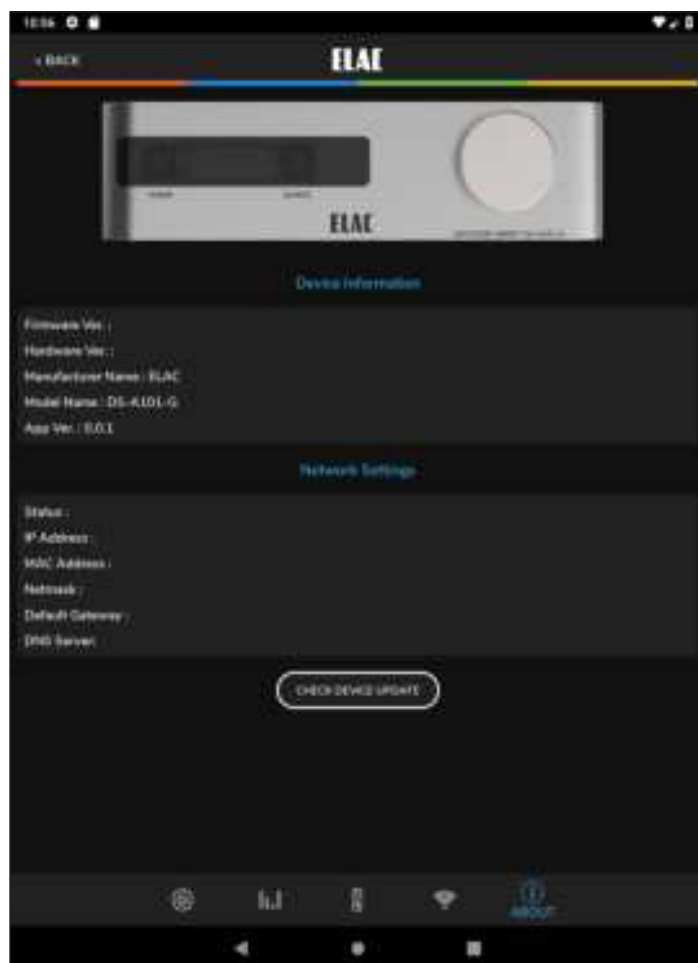 10:56
< BACK
ELAC
ELAC
Device Information
Firmware Ver. :
Hardware Ver. :
Manufacturer Name : ELAC
Model Name : DS-A101-G
App Ver. : 0.0.1
Network Settings
Status :
IP Address :
MAC Address :
Netmask :
Default Gateway :
DNS Server:
CHECK DEVICE UPDATE
ABOUT